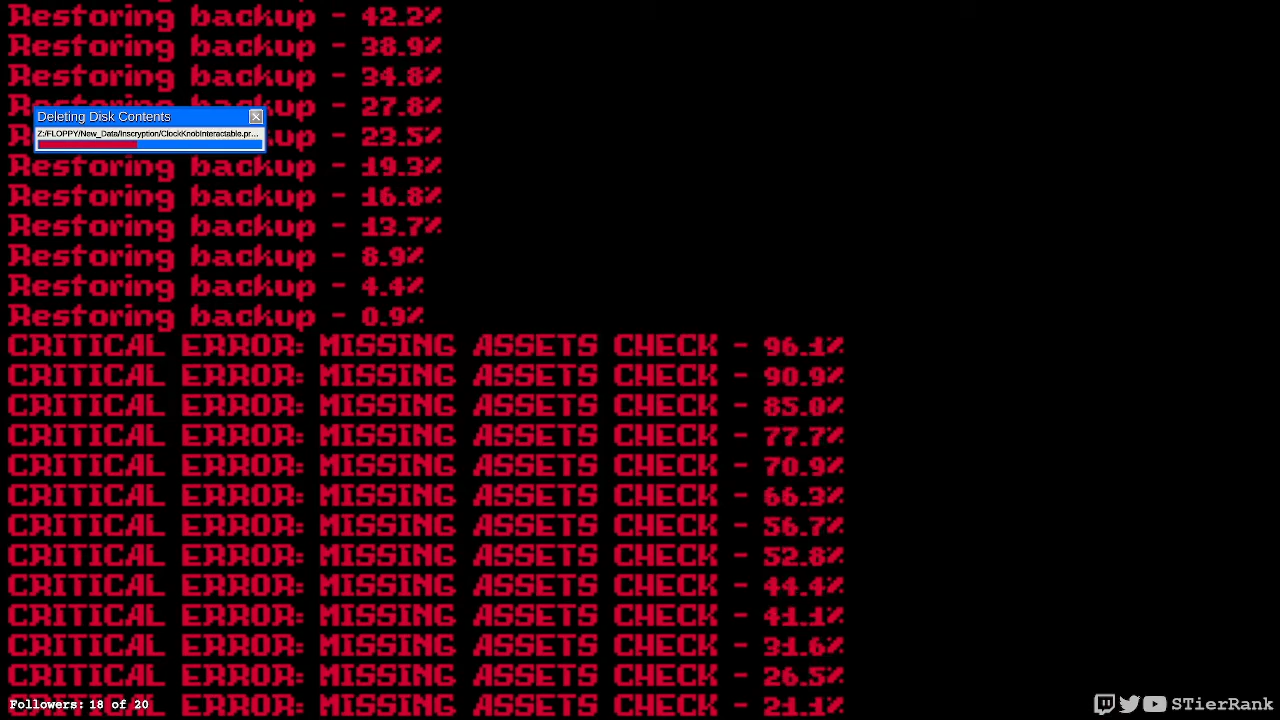 Restoring backup - 42.2%
Restoring backup - 38.9%
Restoring backup - 34.8%
27.8%
Deleting Disk Contents
Z:/FLOPPY/New_Data/Inscryption/ClockKnobInteractable.pr...
23.5%
Restoring backup - 19.3%
Restoring backup - 16.8%
Restoring backup - 13.7%
Restoring backup - 8.9%
Restoring backup - 4.4%
Restoring backup - 0.9%
CRITICAL ERROR: MISSING ASSETS CHECK - 96.1%
CRITICAL ERROR: MISSING ASSETS CHECK - 90.9%
CRITICAL ERROR: MISSING ASSETS CHECK - 85.0%
CRITICAL ERROR: MISSING ASSETS CHECK - 77.7%
CRITICAL ERROR: MISSING ASSETS CHECK - 70.9%
CRITICAL ERROR: MISSING ASSETS CHECK - 66.3%
CRITICAL ERROR: MISSING ASSETS CHECK - 56.7%
CRITICAL ERROR: MISSING ASSETS CHECK - 52.8%
CRITICAL ERROR: MISSING ASSETS CHECK - 44.4%
CRITICAL ERROR: MISSING ASSETS CHECK - 41.1%
CRITICAL ERROR: MISSING ASSETS CHECK - 31.6%
CRITICAL ERROR: MISSING ASSETS CHECK - 26.5%
CRITICAL ERROR: MISSING ASSETS CHECK - 21.1%
Followers: 18 of 20
STierRank